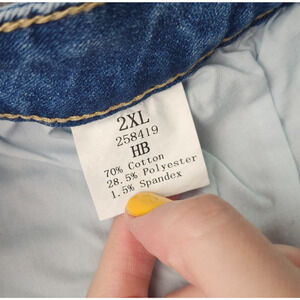 2XL
258419
HB
70% Cotton
28.5% Polyester
1.5% Spandex